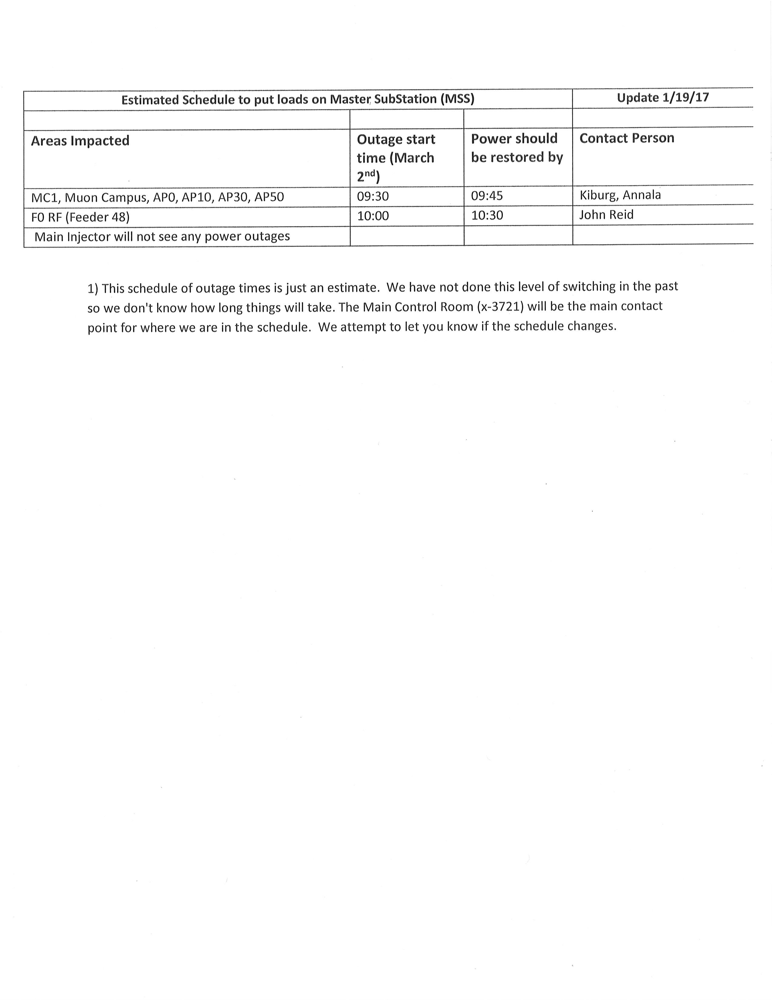 Estimated Schedule to put loads on Master SubStation (MSS) Update 1/19/17
Areas Impacted Outage start time (March 2nd) Power should be restored by Contact Person
MC1, Muon Campus, AP0, AP10, AP30, AP50 09:30 09:45 Kiburg, Annala
F0 RF (Feeder 48) 10:00 10:30 John Reid
Main Injector will not see any power outages
1) This schedule of outage times is just an estimate. We have not done this level of switching in the past
so we don't know how long things will take. The Main Control Room (x-3721) will be the main contact
point for where we are in the schedule. We attempt to let you know if the schedule changes.